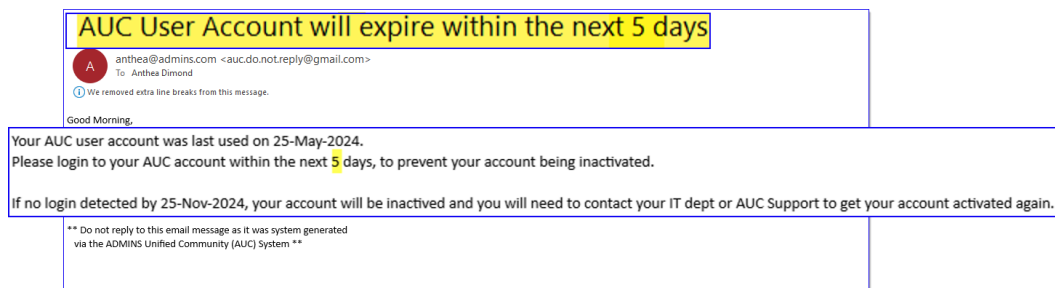 AUC User Account will expire within the next 5 days
A
anthea@admins.com <auc.do.not.reply@gmail.com>
To Anthea Dimond
We removed extra line breaks from this message.
Good Morning,
Your AUC user account was last used on 25-May-2024.
Please login to your AUC account within the next 5 days, to prevent your account being inactivated.
If no login detected by 25-Nov-2024, your account will be inactived and you will need to contact your IT dept or AUC Support to get your account activated again.
** Do not reply to this email message as it was system generated
via the ADMINS Unified Community (AUC) System **